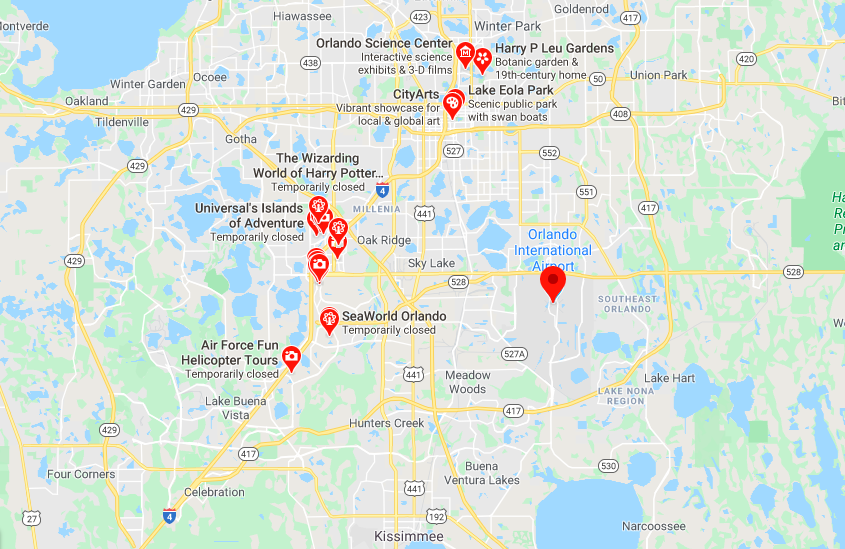 Hiawassee
423
Goldenrod
417
Winter Park
ontverde
Orlando Science Center
Interactive science
exhibits & 3-D films
Harry P Leu Gardens
Botanic garden &
19th-century home
438
420
Ocoee
Winter Garden
50
Union Park
Oakland
CityArts
Vibrant showcase for
local & global art
Lake Eola Park
Scenic public park
with swan boats
Bit
429
Tildenville
408
Gotha
527
552
The Wizarding
World of Harry Potter...
Temporarily closed
429
4
551
Universal's Islands
of Adventure
Temporarily closed
MILLENIA
441
417
Ha
Re
Pr
an
Oak Ridge
Orlando
International
Airport
429
Sky Lake
528
528
SOUTHEAST
ORLANDO
SeaWorld Orlando
Temporarily closed
We
Air Force Fun
Helicopter Tours
Temporarily closed
527A
441
Meadow
Woods
Lake Hart
LAKE NONA
REGION
Lake Buena
Vista
417
Hunters Creek
429
417
Four Corners
Buena
Ventura Lakes
530
Celebration
441
27
4
192
Narcoossee
Kissimmee